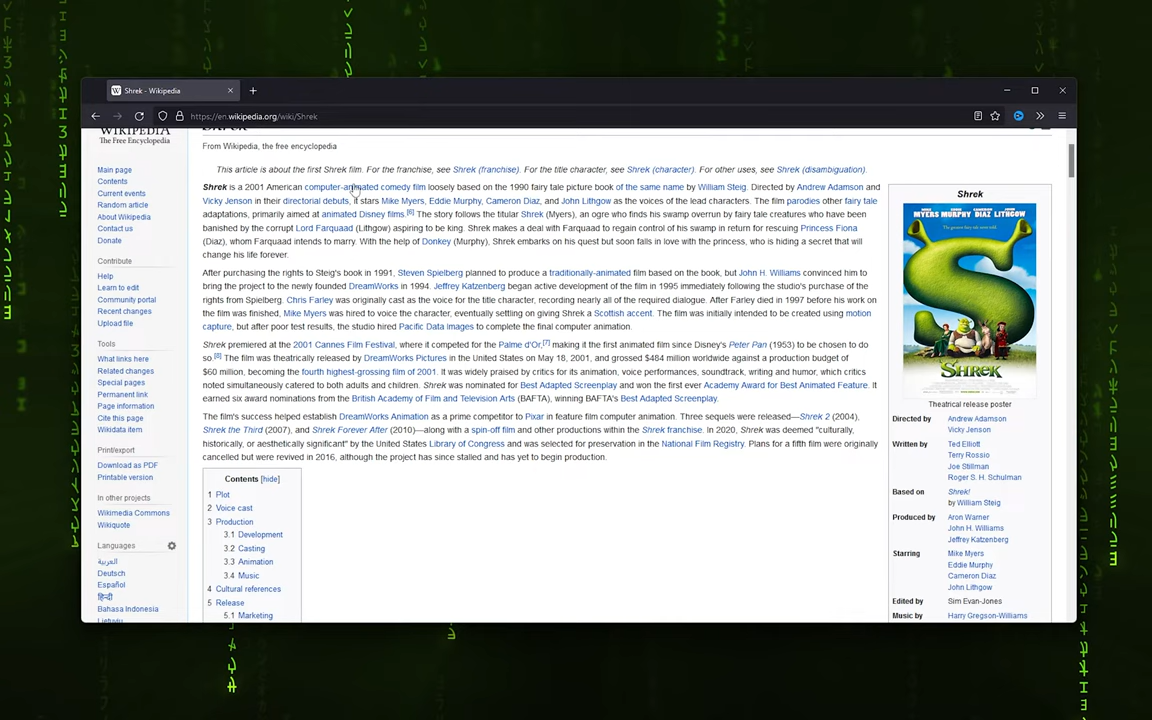 Shrek - Wikipedia
https://en.wikipedia.org/wiki/Shrek
WIKIPEDIA
The Free Encyclopedia
Main page
Contents
Current events
Random article
About Wikipedia
Contact us
Donate
Contribute
Help
Learn to edit
Community portal
Recent changes
Upload file
Tools
What links here
Related changes
Special pages
Permanent link
Page information
Cite this page
Wikidata item
Print/export
Download as PDF
Printable version
In other projects
Wikimedia Commons
Wikiquote
Languages
العربية
Deutsch
Español
हिन्दी
Bahasa Indonesia
Lietuvių
Shrek
From Wikipedia, the free encyclopedia
This article is about the first Shrek film. For the franchise, see Shrek (franchise). For the title character, see Shrek (character). For other uses, see Shrek (disambiguation).
Shrek is a 2001 American computer-animated comedy film loosely based on the 1990 fairy tale picture book of the same name by William Steig. Directed by Andrew Adamson and
Vicky Jenson in their directorial debuts, it stars Mike Myers, Eddie Murphy, Cameron Diaz, and John Lithgow as the voices of the lead characters. The film parodies other fairy tale
adaptations, primarily aimed at animated Disney films.[6] The story follows the titular Shrek (Myers), an ogre who finds his swamp overrun by fairy tale creatures who have been
banished by the corrupt Lord Farquaad (Lithgow) aspiring to be king. Shrek makes a deal with Farquaad to regain control of his swamp in return for rescuing Princess Fiona
(Diaz), whom Farquaad intends to marry. With the help of Donkey (Murphy), Shrek embarks on his quest but soon falls in love with the princess, who is hiding a secret that will
change his life forever.
After purchasing the rights to Steig's book in 1991, Steven Spielberg planned to produce a traditionally-animated film based on the book, but John H. Williams convinced him to
bring the project to the newly founded DreamWorks in 1994. Jeffrey Katzenberg began active development of the film in 1995 immediately following the studio's purchase of the
rights from Spielberg. Chris Farley was originally cast as the voice for the title character, recording nearly all of the required dialogue. After Farley died in 1997 before his work on
the film was finished, Mike Myers was hired to voice the character, eventually settling on giving Shrek a Scottish accent. The film was initially intended to be created using motion
capture, but after poor test results, the studio hired Pacific Data Images to complete the final computer animation.
Shrek premiered at the 2001 Cannes Film Festival, where it competed for the Palme d'Or,[7] making it the first animated film since Disney's Peter Pan (1953) to be chosen to do
so.[8] The film was theatrically released by DreamWorks Pictures in the United States on May 18, 2001, and grossed $484 million worldwide against a production budget of
$60 million, becoming the fourth highest-grossing film of 2001. It was widely praised by critics for its animation, voice performances, soundtrack, writing and humor, which critics
noted simultaneously catered to both adults and children. Shrek was nominated for Best Adapted Screenplay and won the first ever Academy Award for Best Animated Feature. It
earned six award nominations from the British Academy of Film and Television Arts (BAFTA), winning BAFTA's Best Adapted Screenplay.
The film's success helped establish DreamWorks Animation as a prime competitor to Pixar in feature film computer animation. Three sequels were released—Shrek 2 (2004),
Shrek the Third (2007), and Shrek Forever After (2010)—along with a spin-off film and other productions within the Shrek franchise. In 2020, Shrek was deemed "culturally,
historically, or aesthetically significant" by the United States Library of Congress and was selected for preservation in the National Film Registry. Plans for a fifth film were originally
cancelled but were revived in 2016, although the project has since stalled and has yet to begin production.
Contents [hide]
1 Plot
2 Voice cast
3 Production
3.1 Development
3.2 Casting
3.3 Animation
3.4 Music
4 Cultural references
5 Release
5.1 Marketing
Shrek
MYERS MURPHY DIAZ LITHGOW
SHREK
Theatrical release poster
Directed by Andrew Adamson
Vicky Jenson
Written by Ted Elliott
Terry Rossio
Joe Stillman
Roger S. H. Schulman
Based on Shrek!
by William Steig
Produced by Aron Warner
John H. Williams
Jeffrey Katzenberg
Starring Mike Myers
Eddie Murphy
Cameron Diaz
John Lithgow
Edited by Sim Evan-Jones
Music by Harry Gregson-Williams